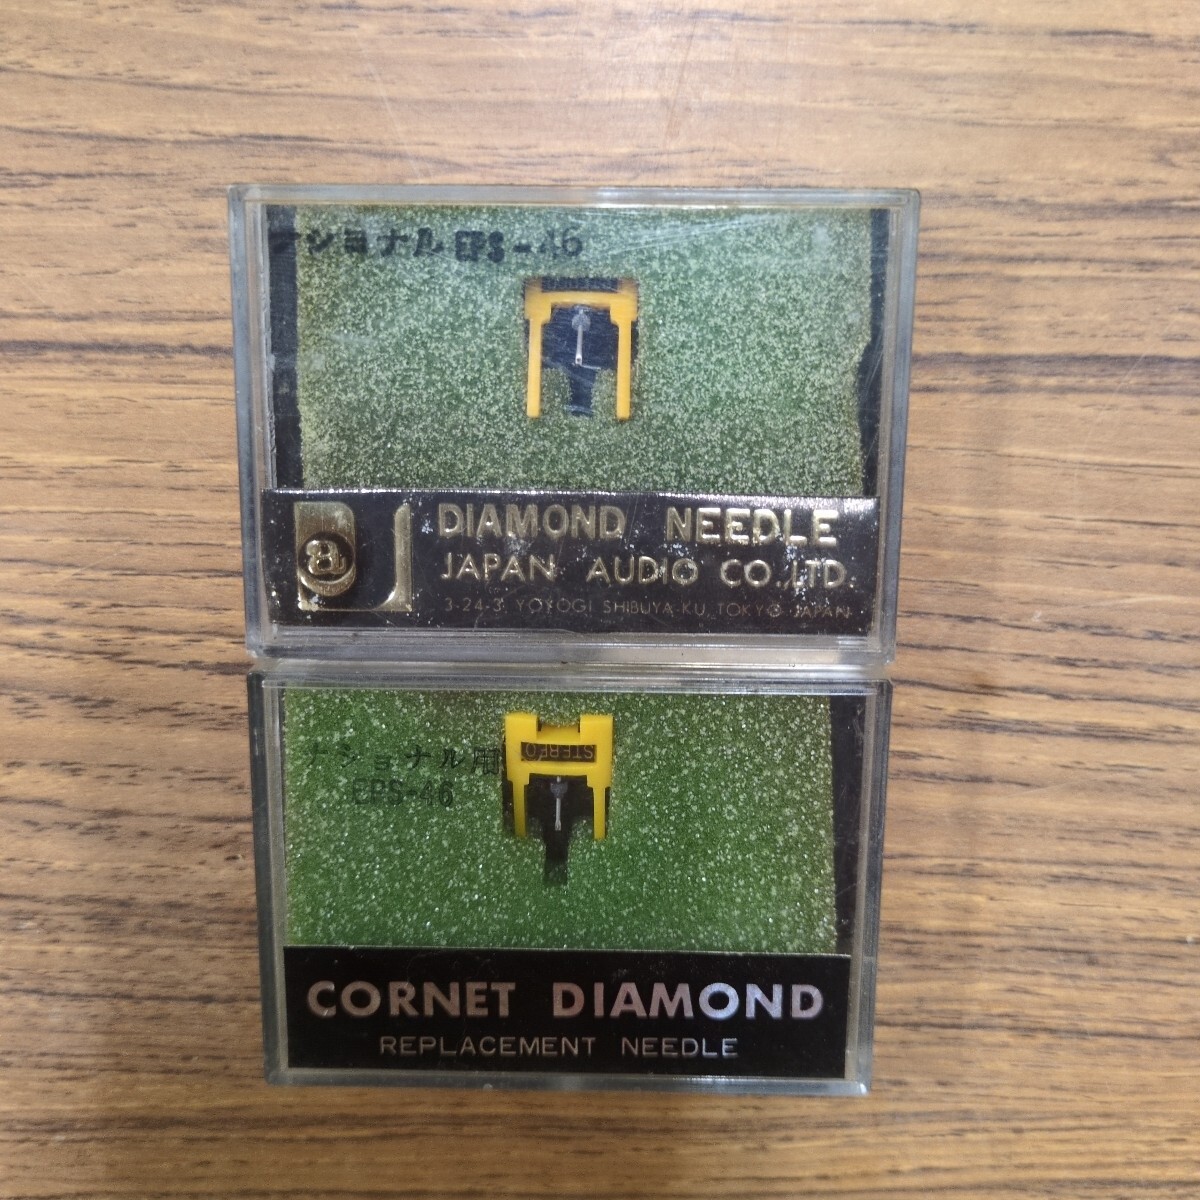 ナショナル EPS-46
a
DIAMOND NEEDLE
JAPAN AUDIO CO., LTD.
3-24-3, YOYOGI SHIBUYA-KU, TOKYO JAPAN
STEREO
ナショナル用
EPS-46
CORNET DIAMOND
REPLACEMENT NEEDLE